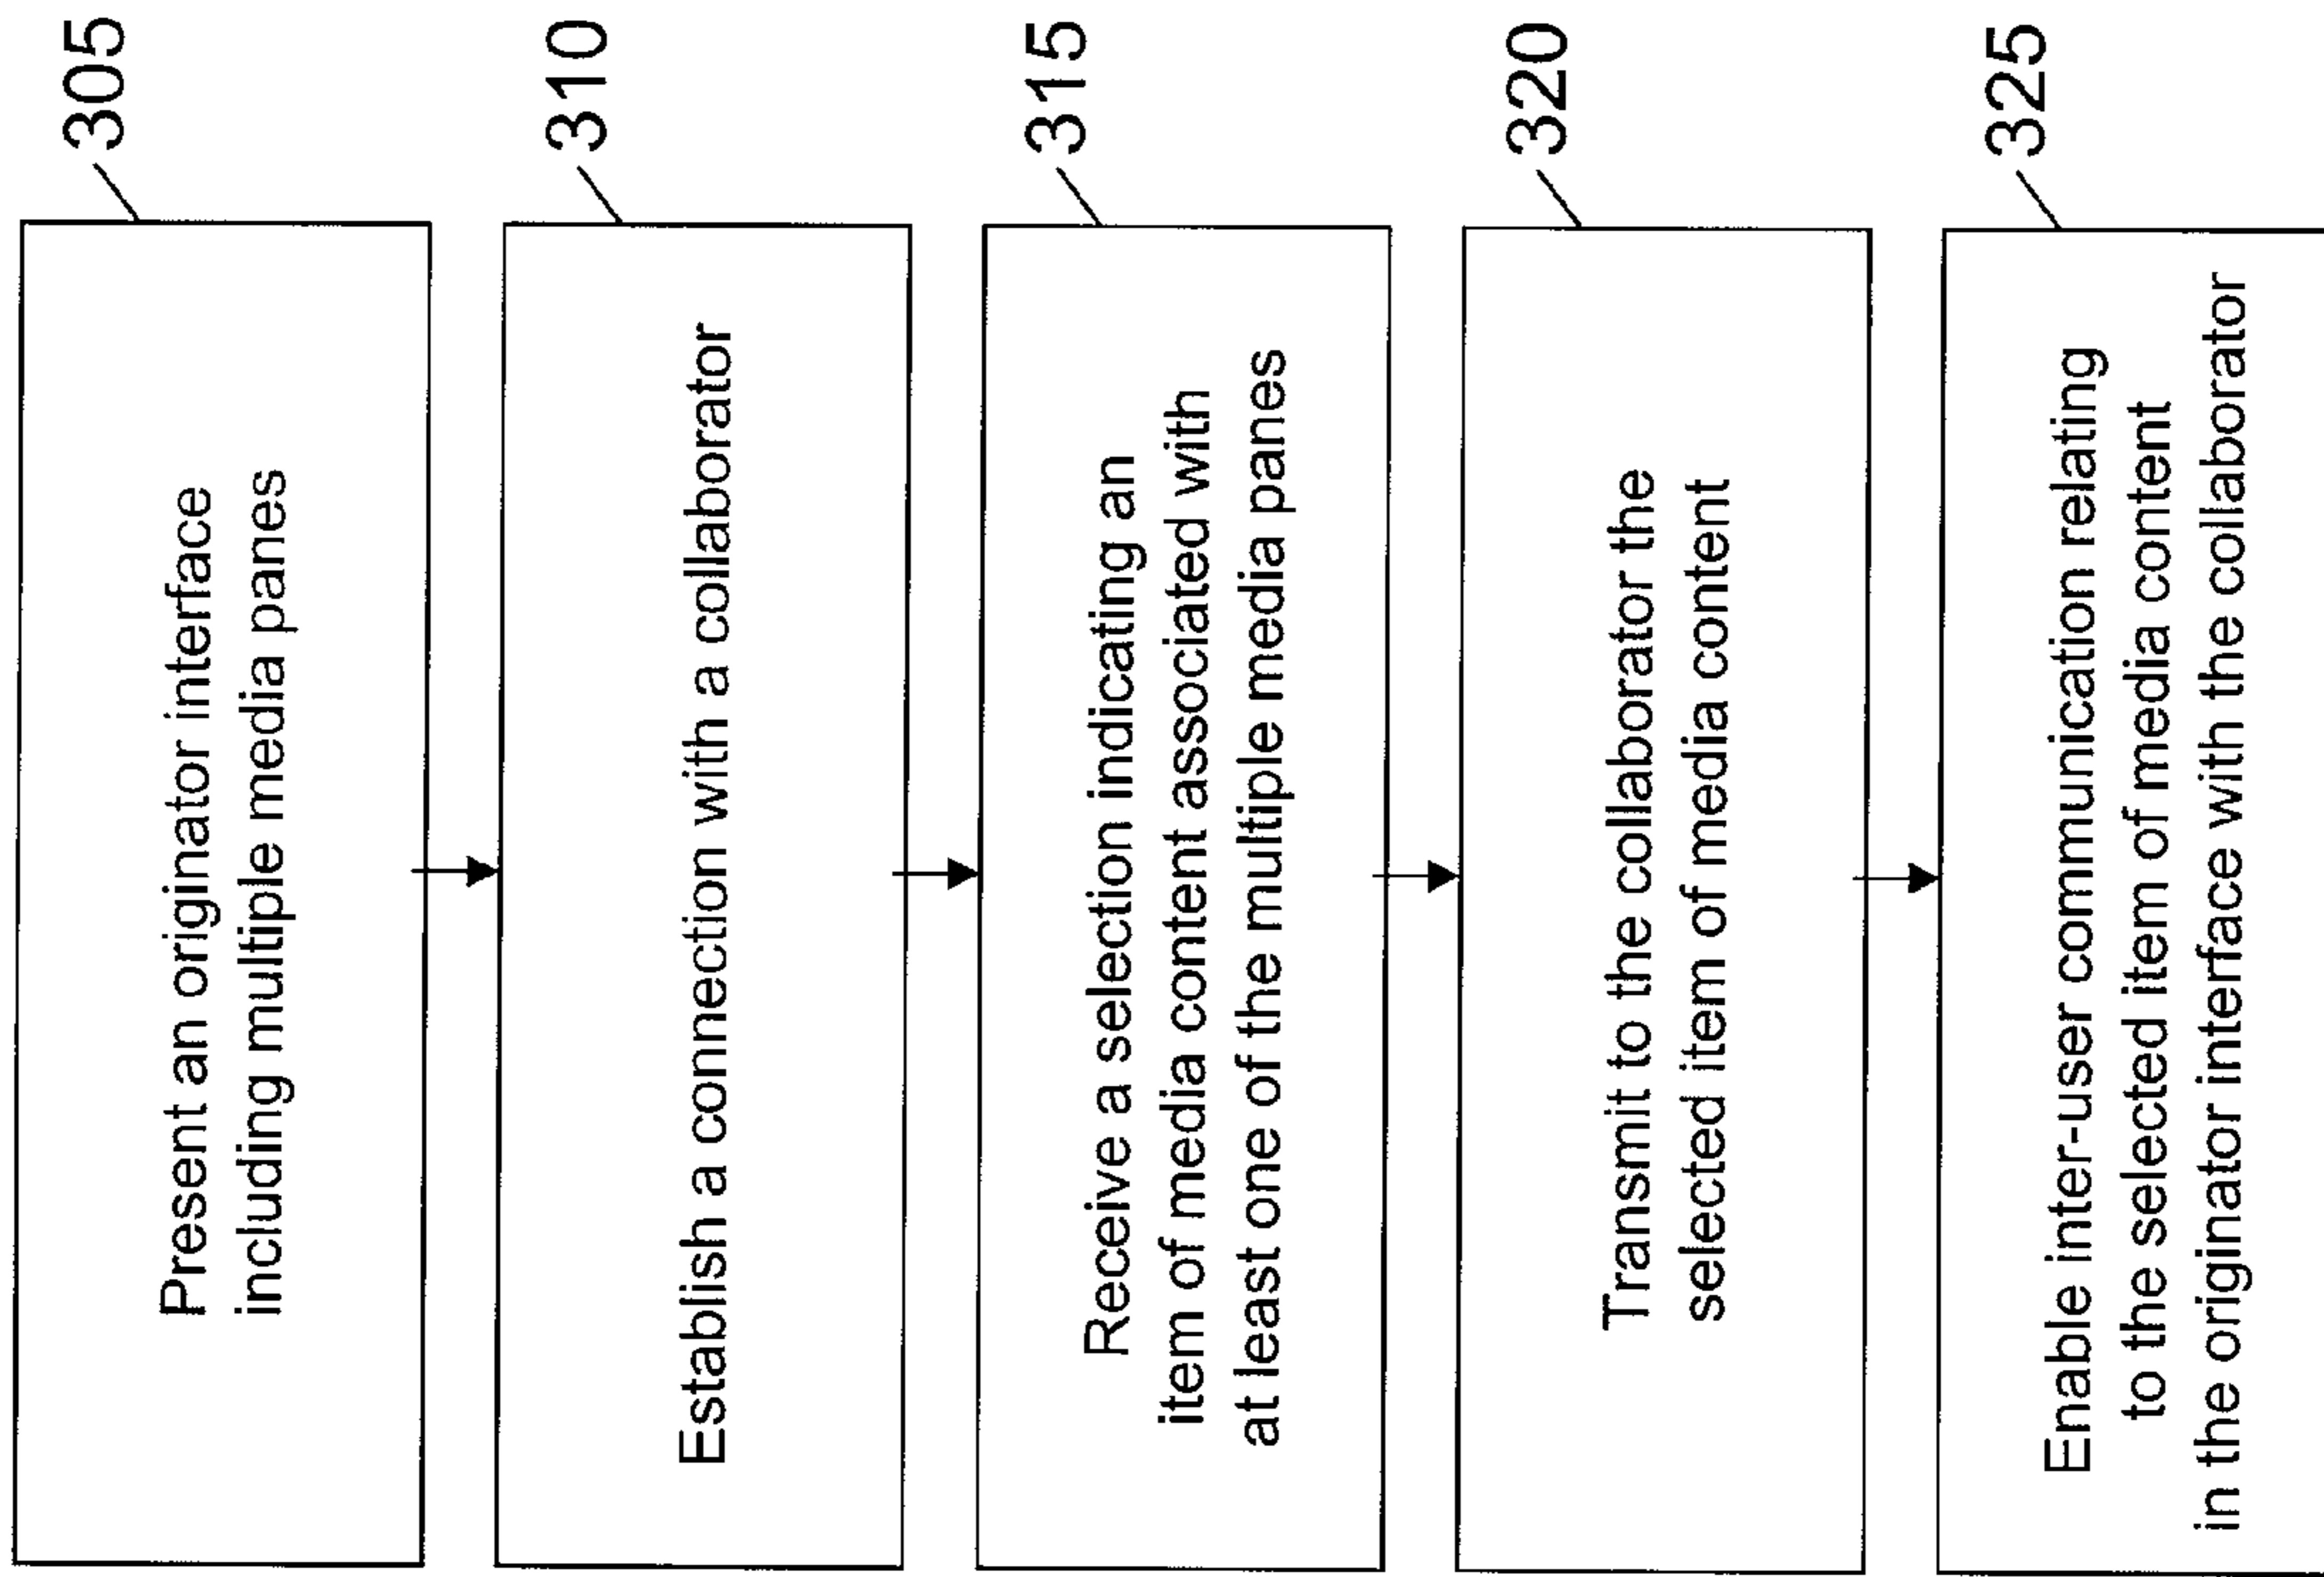 305
Present an originator interface
including multiple media panes
310
Establish a connection with a collaborator
315
Receive a selection indicating an
item of media content associated with
at least one of the multiple media panes
320
Transmit to the collaborator the
selected item of media content
325
Enable inter-user communication relating
to the selected item of media content
in the originator interface with the collaborator